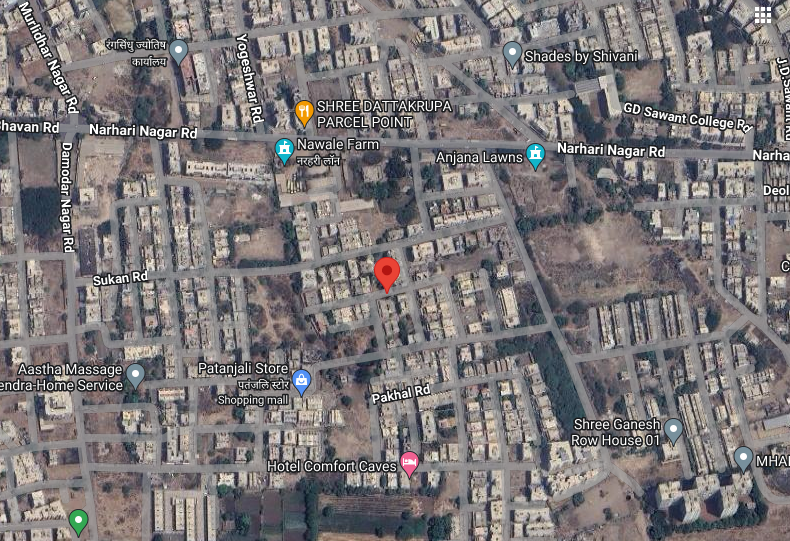 Murlidhar Nagar Rd
रंगसिंधु ज्योतिष
कार्यालय
Yogeshwar Rd
Shades by Shivani
SHREE DATTAKRUPA
PARCEL POINT
GD Sawant College Rd
Bhavan Rd
Narhari Nagar Rd
Nawale Farm
नरहरी लॉन
Anjana Lawns
Narhari Nagar Rd
Narha
Damodar Nagar Rd
Deol
Sukan Rd
Aastha Massage
endra-Home Service
Patanjali Store
पतंजलि स्टोर
Shopping mall
Pakhal Rd
Shree Ganesh
Row House 01
Hotel Comfort Caves
MHA